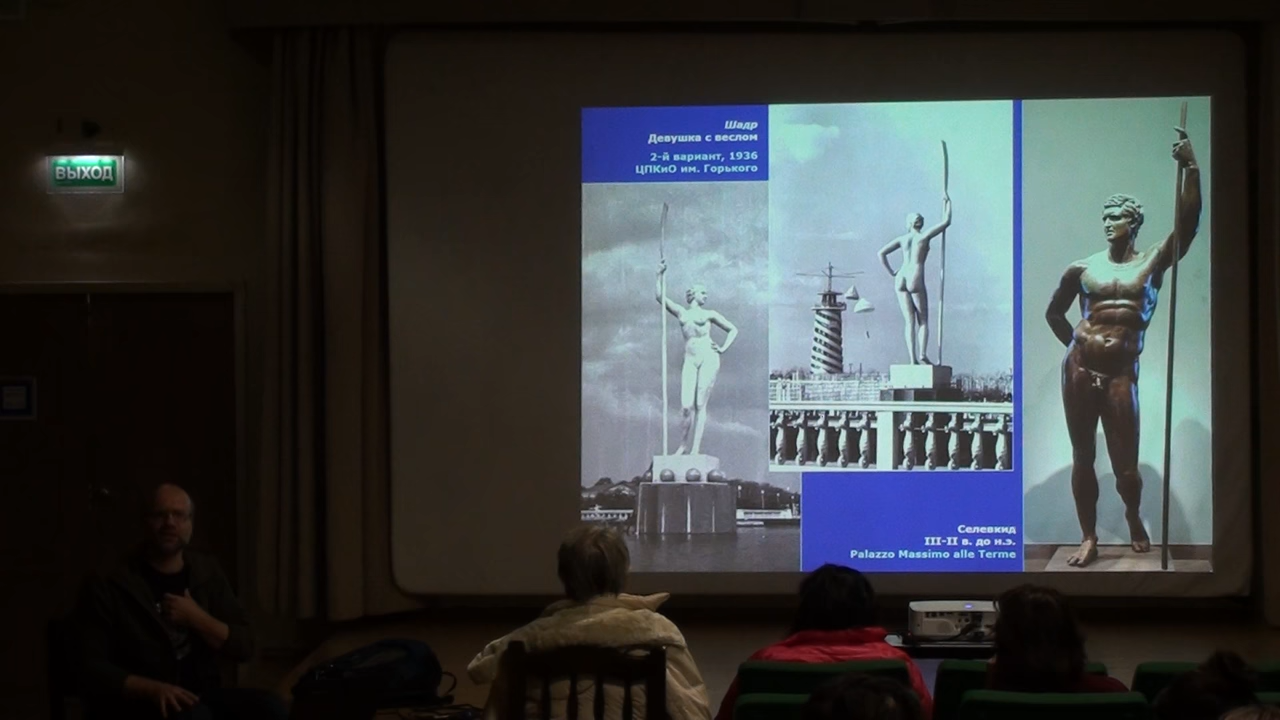 ВЫХОД
Шадр
Девушка с веслом
2-й вариант, 1936
ЦПКиО им. Горького
Селевкид
III-II в. до н.э.
Palazzo Massimo alle Terme